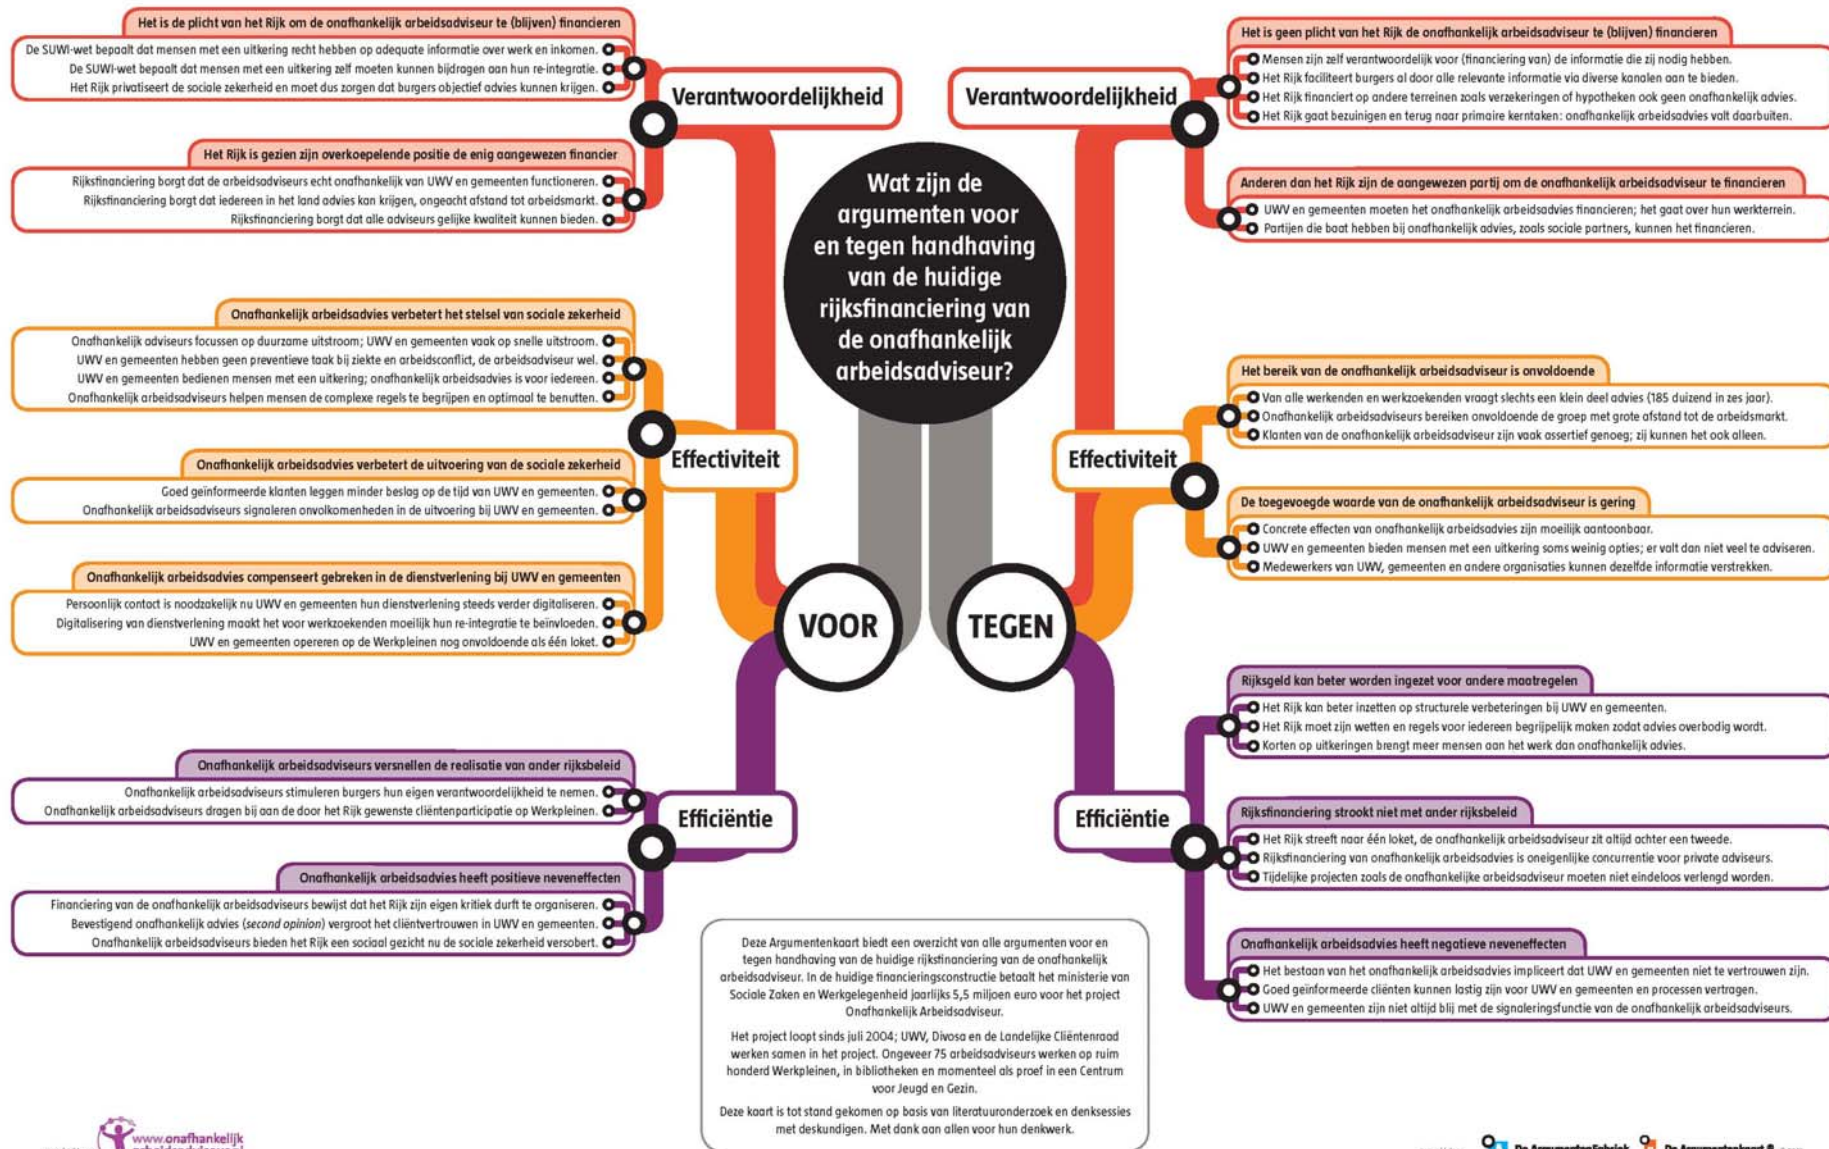 Het is de plicht van het Rijk om de onafhankelijk arbeidsadviseur te (blijven) financieren
De SUWI-wet bepaalt dat mensen met een uitkering recht hebben op adequate informatie over werk en inkomen.
De SUWI-wet bepaalt dat mensen met een uitkering zelf moeten kunnen bijdragen aan hun re-integratie.
Het Rijk privatiseert de sociale zekerheid en moet dus zorgen dat burgers objectief advies kunnen krijgen.
Verantwoordelijkheid
Het Rijk is gezien zijn overkoepelende positie de enig aangewezen financier
Rijksfinanciering borgt dat de arbeidsadviseurs echt onafhankelijk van UWV en gemeenten functioneren.
Rijksfinanciering borgt dat iedereen in het land advies kan krijgen, ongeacht afstand tot arbeidsmarkt.
Rijksfinanciering borgt dat alle adviseurs gelijke kwaliteit kunnen bieden.
Onafhankelijk arbeidsadvies verbetert het stelsel van sociale zekerheid
Onafhankelijk adviseurs focussen op duurzame uitstroom; UWV en gemeenten vaak op snelle uitstroom.
UWV en gemeenten hebben geen preventieve taak bij ziekte en arbeidsconflict, de arbeidsadviseur wel.
UWV en gemeenten bedienen mensen met een uitkering; onafhankelijk arbeidsadvies is voor iedereen.
Onafhankelijk arbeidsadviseurs helpen mensen de complexe regels te begrijpen en optimaal te benutten.
Effectiviteit
Onafhankelijk arbeidsadvies verbetert de uitvoering van de sociale zekerheid
Goed geïnformeerde klanten leggen minder beslag op de tijd van UWV en gemeenten.
Onafhankelijk arbeidsadviseurs signaleren onvolkomenheden in de uitvoering bij UWV en gemeenten.
Onafhankelijk arbeidsadvies compenseert gebreken in de dienstverlening bij UWV en gemeenten
Persoonlijk contact is noodzakelijk nu UWV en gemeenten hun dienstverlening steeds verder digitaliseren.
Digitalisering van dienstverlening maakt het voor werkzoekenden moeilijk hun re-integratie te beïnvloeden.
UWV en gemeenten opereren op de Werkpleinen nog onvoldoende als één loket.
Onafhankelijk arbeidsadviseurs versnellen de realisatie van ander rijksbeleid
Onafhankelijk arbeidsadviseurs stimuleren burgers hun eigen verantwoordelijkheid te nemen.
Onafhankelijk arbeidsadviseurs dragen bij aan de door het Rijk gewenste cliëntenparticipatie op Werkpleinen.
Efficiëntie
Onafhankelijk arbeidsadvies heeft positieve neveneffecten
Financiering van de onafhankelijk arbeidsadviseurs bewijst dat het Rijk zijn eigen kritiek durft te organiseren.
Bevestigend onafhankelijk advies (second opinion) vergroot het cliëntvertrouwen in UWV en gemeenten.
Onafhankelijk arbeidsadviseurs bieden het Rijk een sociaal gezicht nu de sociale zekerheid versobert.
Wat zijn de
argumenten voor
en tegen handhaving
van de huidige
rijksfinanciering van
de onafhankelijk
arbeidsadviseur?
VOOR
TEGEN
Het is geen plicht van het Rijk de onafhankelijk arbeidsadviseur te (blijven) financieren
Mensen zijn zelf verantwoordelijk voor (financiering van) de informatie die zij nodig hebben.
Het Rijk faciliteert burgers al door alle relevante informatie via diverse kanalen aan te bieden.
Het Rijk financiert op andere terreinen zoals verzekeringen of hypotheken ook geen onafhankelijk advies.
Het Rijk gaat bezuinigen en terug naar primaire kerntaken: onafhankelijk arbeidsadvies valt daarbuiten.
Verantwoordelijkheid
Anderen dan het Rijk zijn de aangewezen partij om de onafhankelijk arbeidsadviseur te financieren
UWV en gemeenten moeten het onafhankelijk arbeidsadvies financieren; het gaat over hun werkterrein.
Partijen die baat hebben bij onafhankelijk advies, zoals sociale partners, kunnen het financieren.
Het bereik van de onafhankelijk arbeidsadviseur is onvoldoende
Van alle werkenden en werkzoekenden vraagt slechts een klein deel advies (185 duizend in zes jaar).
Onafhankelijk arbeidsadviseurs bereiken onvoldoende de groep met grote afstand tot de arbeidsmarkt.
Klanten van de onafhankelijk arbeidsadviseur zijn vaak assertief genoeg; zij kunnen het ook alleen.
Effectiviteit
De toegevoegde waarde van de onafhankelijk arbeidsadviseur is gering
Concrete effecten van onafhankelijk arbeidsadvies zijn moeilijk aantoonbaar.
UWV en gemeenten bieden mensen met een uitkering soms weinig opties; er valt dan niet veel te adviseren.
Medewerkers van UWV, gemeenten en andere organisaties kunnen dezelfde informatie verstrekken.
Rijksgeld kan beter worden ingezet voor andere maatregelen
Het Rijk kan beter inzetten op structurele verbeteringen bij UWV en gemeenten.
Het Rijk moet zijn wetten en regels voor iedereen begrijpelijk maken zodat advies overbodig wordt.
Korten op uitkeringen brengt meer mensen aan het werk dan onafhankelijk advies.
Efficiëntie
Rijksfinanciering strookt niet met ander rijksbeleid
Het Rijk streeft naar één loket, de onafhankelijk arbeidsadviseur zit altijd achter een tweede.
Rijksfinanciering van onafhankelijk arbeidsadvies is oneigenlijke concurrentie voor private adviseurs.
Tijdelijke projecten zoals de onafhankelijke arbeidsadviseur moeten niet eindeloos verlengd worden.
Onafhankelijk arbeidsadvies heeft negatieve neveneffecten
Het bestaan van het onafhankelijk arbeidsadvies impliceert dat UWV en gemeenten niet te vertrouwen zijn.
Goed geïnformeerde cliënten kunnen lastig zijn voor UWV en gemeenten en processen vertragen.
UWV en gemeenten zijn niet altijd blij met de signaleringsfunctie van de onafhankelijk arbeidsadviseurs.
Deze Argumentenkaart biedt een overzicht van alle argumenten voor en
tegen handhaving van de huidige rijksfinanciering van de onafhankelijk
arbeidsadviseur. In de huidige financieringsconstructie betaalt het ministerie van
Sociale Zaken en Werkgelegenheid jaarlijks 5,5 miljoen euro voor het project
Onafhankelijk Arbeidsadviseur.
Het project loopt sinds juli 2004; UWV, Divosa en de Landelijke Cliëntenraad
werken samen in het project. Ongeveer 75 arbeidsadviseurs werken op ruim
honderd Werkpleinen, in bibliotheken en momenteel als proef in een Centrum
voor Jeugd en Gezin.
Deze kaart is tot stand gekomen op basis van literatuuronderzoek en denksessies
met deskundigen. Met dank aan allen voor hun denkwerk.
www.onafhankelijk